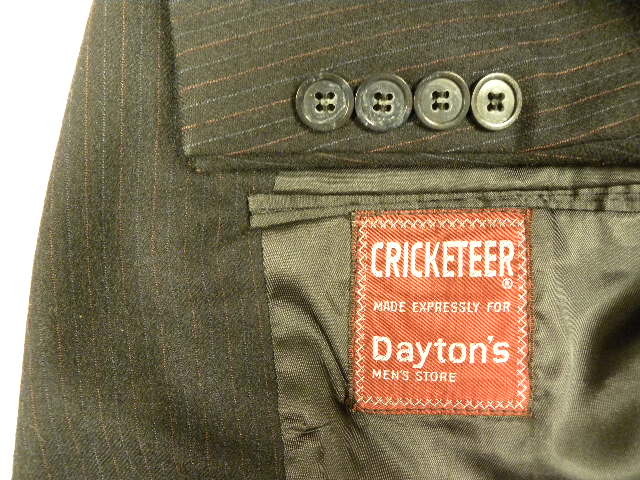 CRICKETEER®
MADE EXPRESSLY FOR
Dayton's
MEN'S STORE